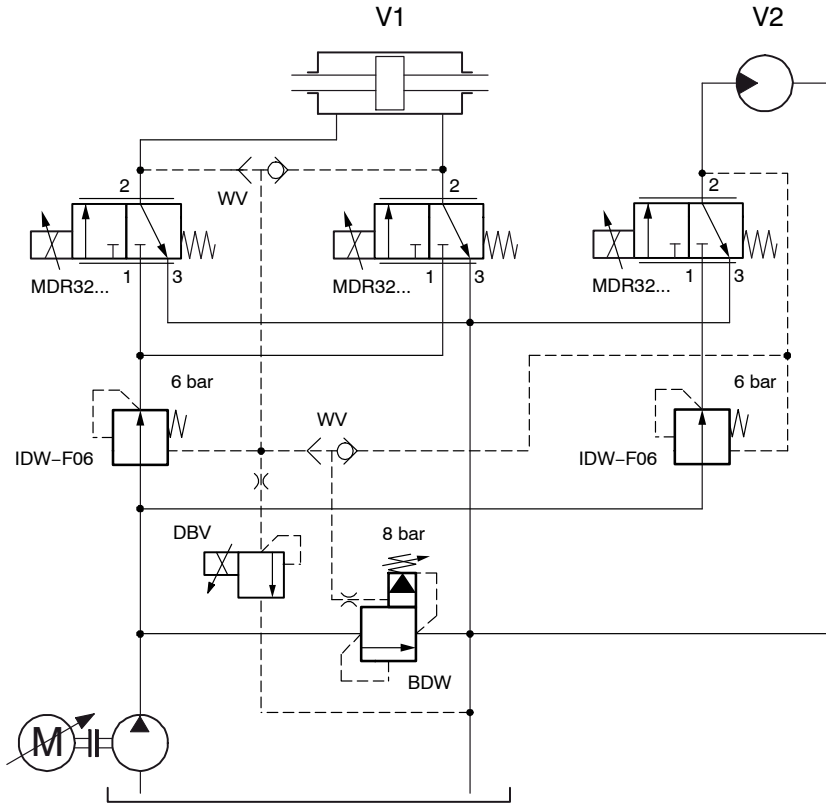 V1
V2
WV
2
2
2
1
3
1
3
1
3
MDR32...
MDR32...
MDR32...
6 bar
6 bar
WV
IDW–F06
IDW–F06
DBV
8 bar
BDW
M